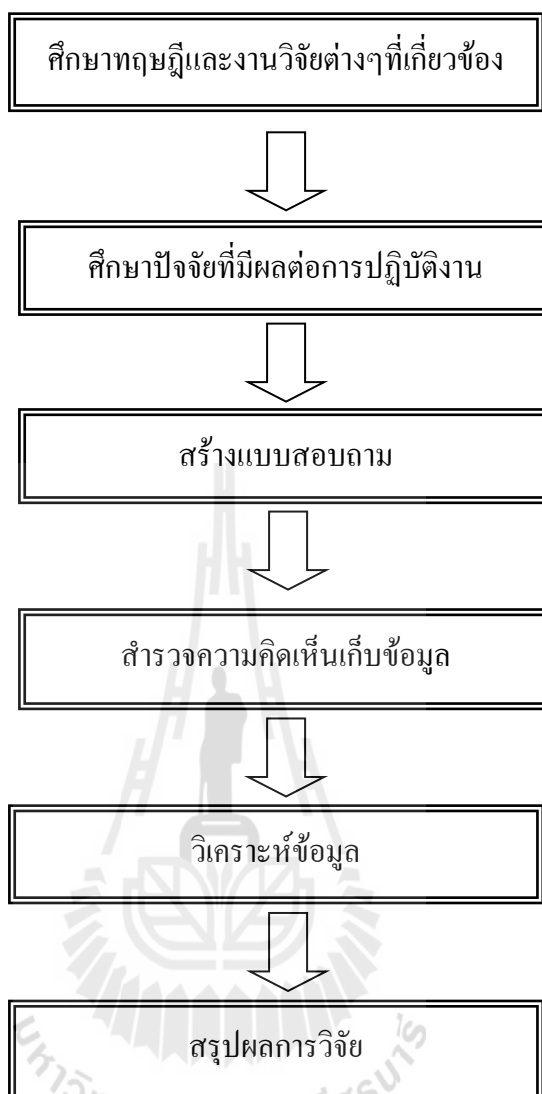 ศึกษาทฤษฎีและงานวิจัยต่างๆที่เกี่ยวข้อง
ศึกษาปัจจัยที่มีผลต่อการปฏิบัติงาน
สร้างแบบสอบถาม
สำรวจความคิดเห็นเก็บข้อมูล
วิเคราะห์ข้อมูล
สรุปผลการวิจัย